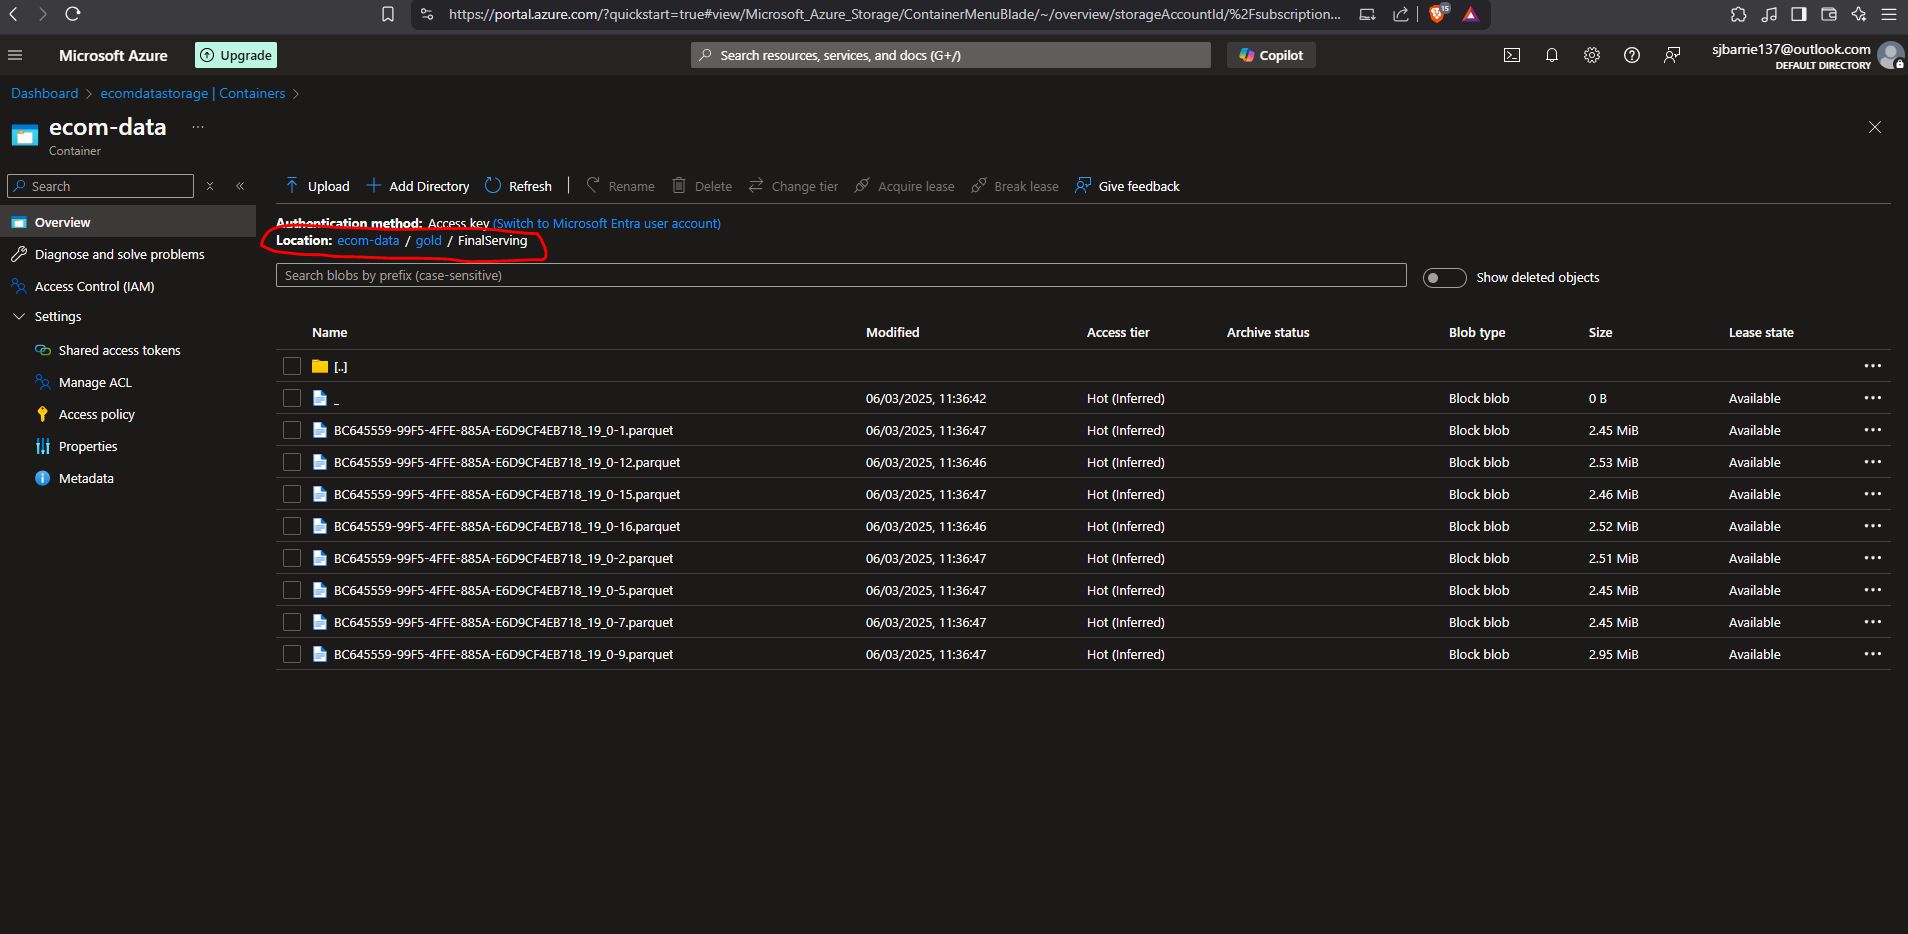 https://portal.azure.com/?quickstart=true#view/Microsoft_Azure_Storage/ContainerMenuBlade/~/overview/storageAccountId/%2Fsubscription...
15
Microsoft Azure
Upgrade
Search resources, services, and docs (G+/)
Copilot
sjbarrie137@outlook.com
DEFAULT DIRECTORY
Dashboard > ecomdatastorage | Containers >
ecom-data
...
Container
Search
Upload
Add Directory
Refresh
Rename
Delete
Change tier
Acquire lease
Break lease
Give feedback
Overview
Diagnose and solve problems
Access Control (IAM)
Settings
Shared access tokens
Manage ACL
Access policy
Properties
Metadata
Authentication method: Access key (Switch to Microsoft Entra user account)
Location: ecom-data / gold / FinalServing
Search blobs by prefix (case-sensitive)
Show deleted objects
Name Modified Access tier Archive status Blob type Size Lease state
[..]
_ 06/03/2025, 11:36:42 Hot (Inferred) Block blob 0 B Available
BC645559-99F5-4FFE-885A-E6D9CF4EB718_19_0-1.parquet 06/03/2025, 11:36:47 Hot (Inferred) Block blob 2.45 MiB Available
BC645559-99F5-4FFE-885A-E6D9CF4EB718_19_0-12.parquet 06/03/2025, 11:36:46 Hot (Inferred) Block blob 2.53 MiB Available
BC645559-99F5-4FFE-885A-E6D9CF4EB718_19_0-15.parquet 06/03/2025, 11:36:47 Hot (Inferred) Block blob 2.46 MiB Available
BC645559-99F5-4FFE-885A-E6D9CF4EB718_19_0-16.parquet 06/03/2025, 11:36:46 Hot (Inferred) Block blob 2.52 MiB Available
BC645559-99F5-4FFE-885A-E6D9CF4EB718_19_0-2.parquet 06/03/2025, 11:36:47 Hot (Inferred) Block blob 2.51 MiB Available
BC645559-99F5-4FFE-885A-E6D9CF4EB718_19_0-5.parquet 06/03/2025, 11:36:47 Hot (Inferred) Block blob 2.45 MiB Available
BC645559-99F5-4FFE-885A-E6D9CF4EB718_19_0-7.parquet 06/03/2025, 11:36:47 Hot (Inferred) Block blob 2.45 MiB Available
BC645559-99F5-4FFE-885A-E6D9CF4EB718_19_0-9.parquet 06/03/2025, 11:36:47 Hot (Inferred) Block blob 2.95 MiB Available